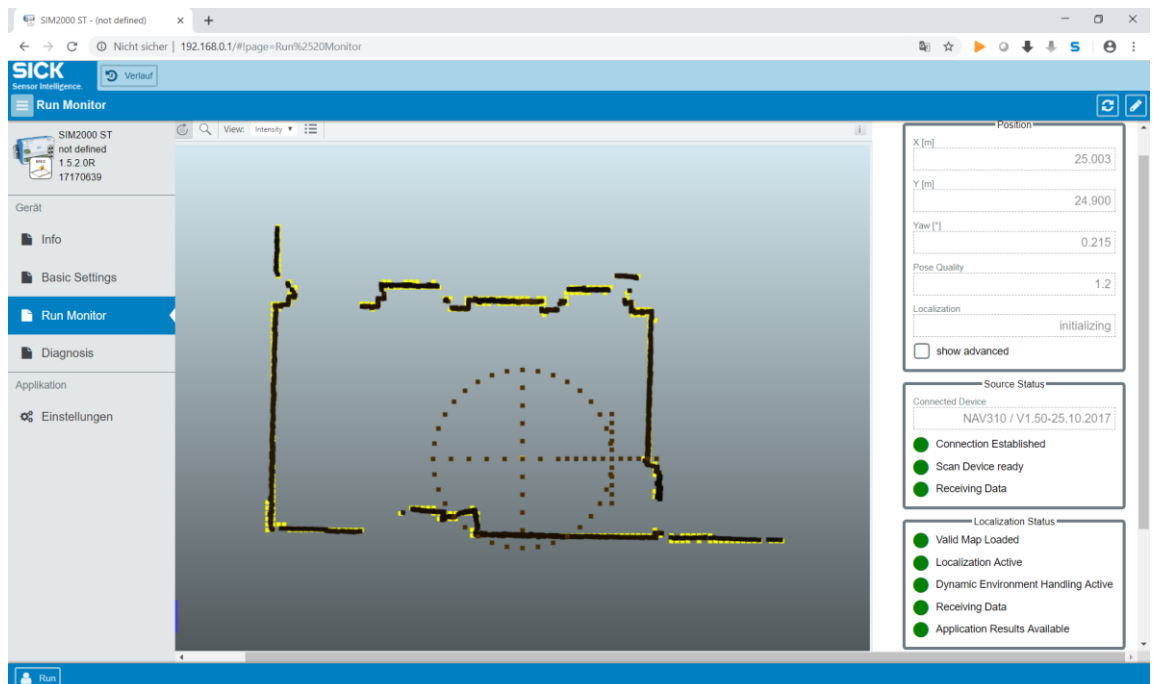 SIM2000 ST - (not defined)
Nicht sicher | 192.168.0.1/#!page=Run%2520Monitor
SICK
Sensor Intelligence.
Verlauf
Run Monitor
SIM2000 ST
not defined
1.5.2.0R
17170639
Gerät
Info
Basic Settings
Run Monitor
Diagnosis
Applikation
Einstellungen
View: Intensity
Position
X [m]
25.003
Y [m]
24.900
Yaw [°]
0.215
Pose Quality
1.2
Localization
initializing
show advanced
Source Status
Connected Device
NAV310 / V1.50-25.10.2017
Connection Established
Scan Device ready
Receiving Data
Localization Status
Valid Map Loaded
Localization Active
Dynamic Environment Handling Active
Receiving Data
Application Results Available
Run